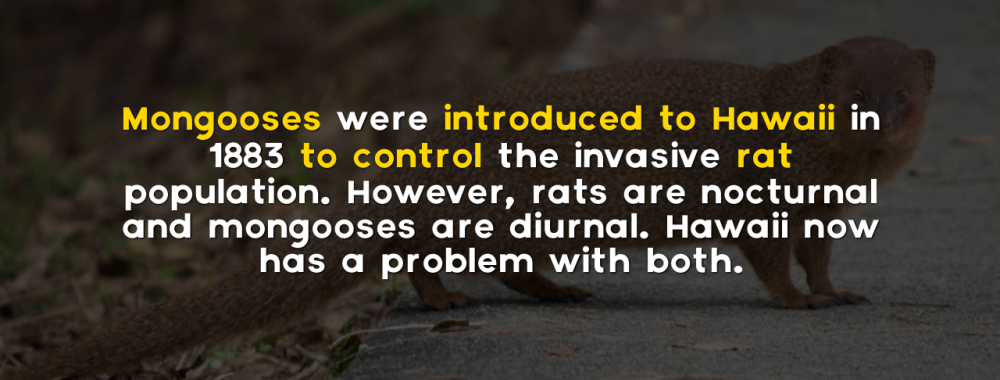 Mongooses were introduced to Hawaii in
1883 to control the invasive rat
population. However, rats are nocturnal
and mongooses are diurnal. Hawaii now
has a problem with both.